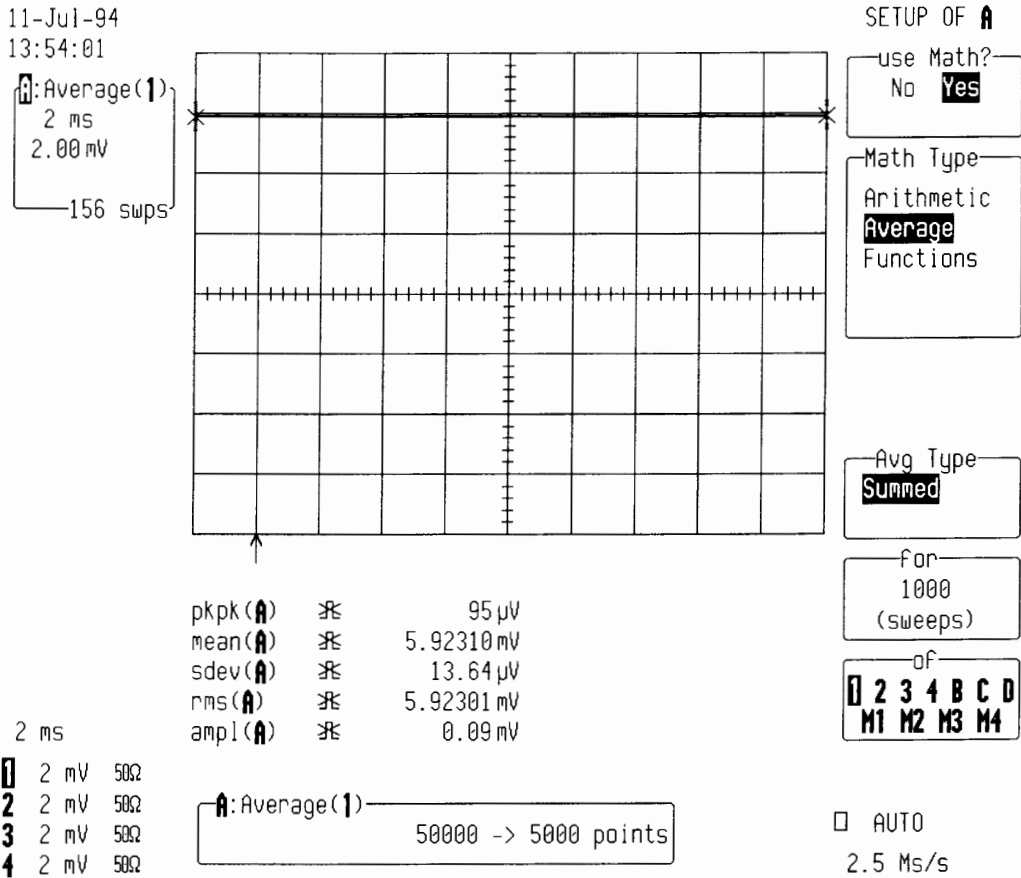 11-Jul-94
13:54:01
A:Average(1)
2 ms
2.00 mV
156 swps
SETUP OF A
use Math?
No Yes
Math Type
Arithmetic
Average
Functions
Avg Type
Summed
for
1000
(sweeps)
of
1 2 3 4 B C D
M1 M2 M3 M4
pkpk(A) 95 µV
mean(A) 5.92310 mV
sdev(A) 13.64 µV
rms(A) 5.92301 mV
ampl(A) 0.09 mV
2 ms
1 2 mV 50Ω
2 2 mV 50Ω
3 2 mV 50Ω
4 2 mV 50Ω
A:Average(1)
50000 -> 5000 points
AUTO
2.5 Ms/s